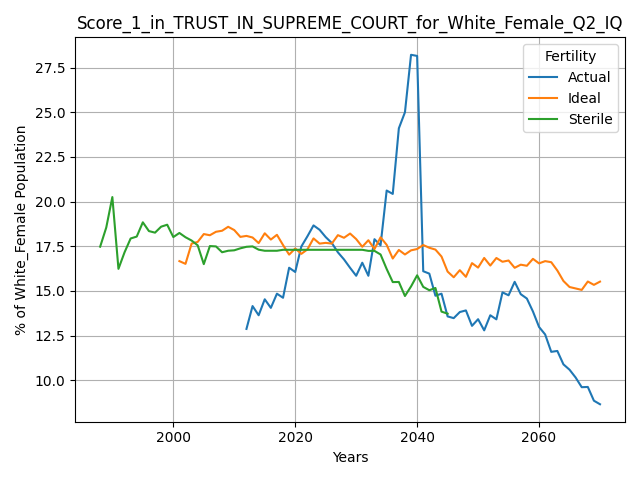 Score_1_in_TRUST_IN_SUPREME_COURT_for_White_Female_Q2_IQ
% of White_Female Population
27.5
25.0
22.5
20.0
17.5
15.0
12.5
10.0
Fertility
Actual
Ideal
Sterile
2000
2020
2040
2060
Years